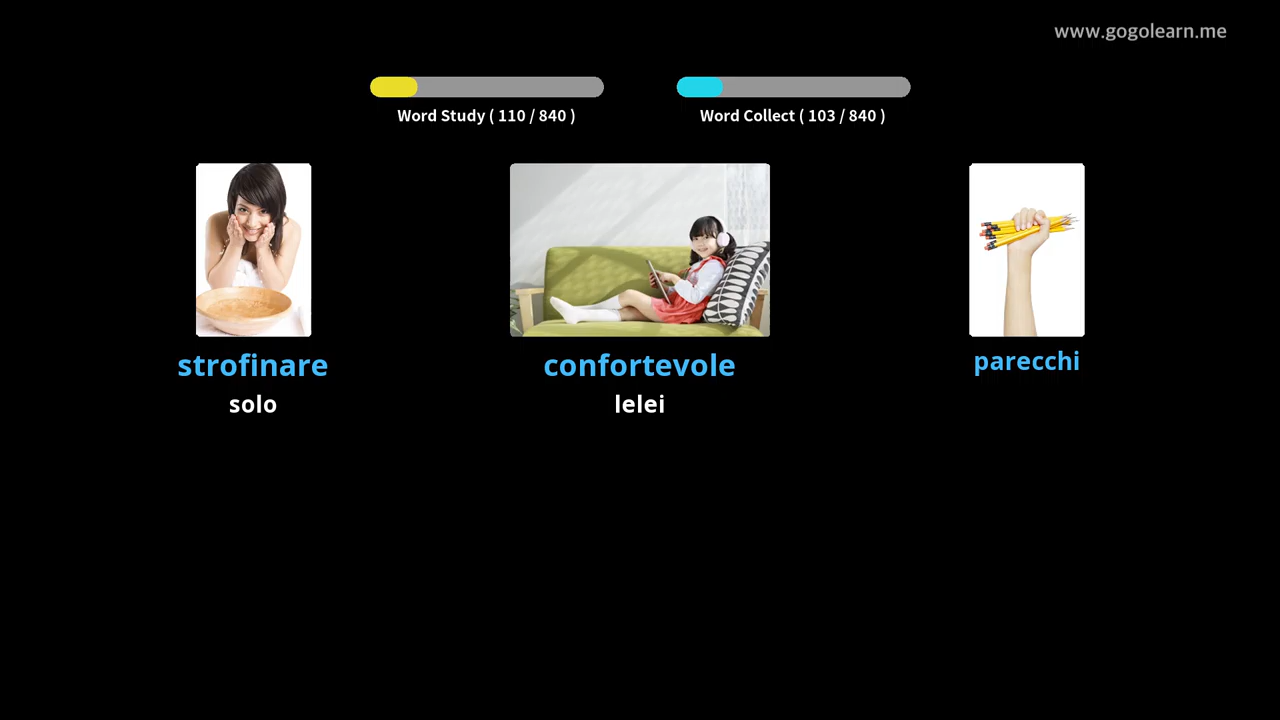 www.gogolearn.me
Word Study ( 110 / 840 )
Word Collect ( 103 / 840 )
strofinare
solo
confortevole
lelei
parecchi